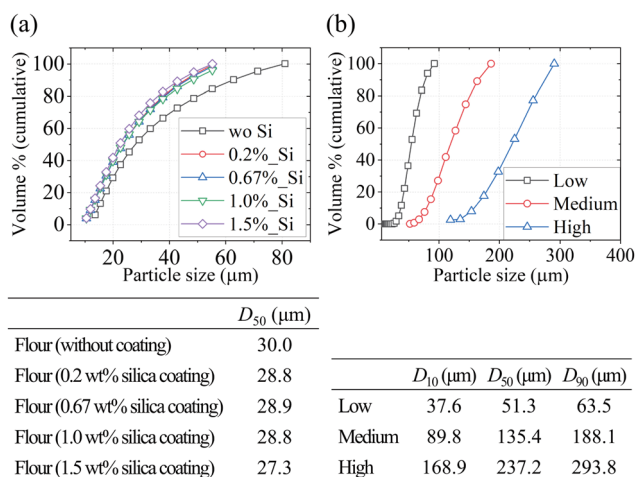 (a)
(b)
Volume % (cumulative)
100
80
60
40
20
0
wo Si
0.2%_Si
0.67%_Si
1.0%_Si
1.5%_Si
0 20 40 60 80
Particle size (μm)
Volume % (cumulative)
100
80
60
40
20
0
Low
Medium
High
100 200 300 400
Particle size (μm)
D50 (μm)
Flour (without coating) 30.0
Flour (0.2 wt% silica coating) 28.8
Flour (0.67 wt% silica coating) 28.9
Flour (1.0 wt% silica coating) 28.8
Flour (1.5 wt% silica coating) 27.3
D10 (μm) D50 (μm) D90 (μm)
Low 37.6 51.3 63.5
Medium 89.8 135.4 188.1
High 168.9 237.2 293.8